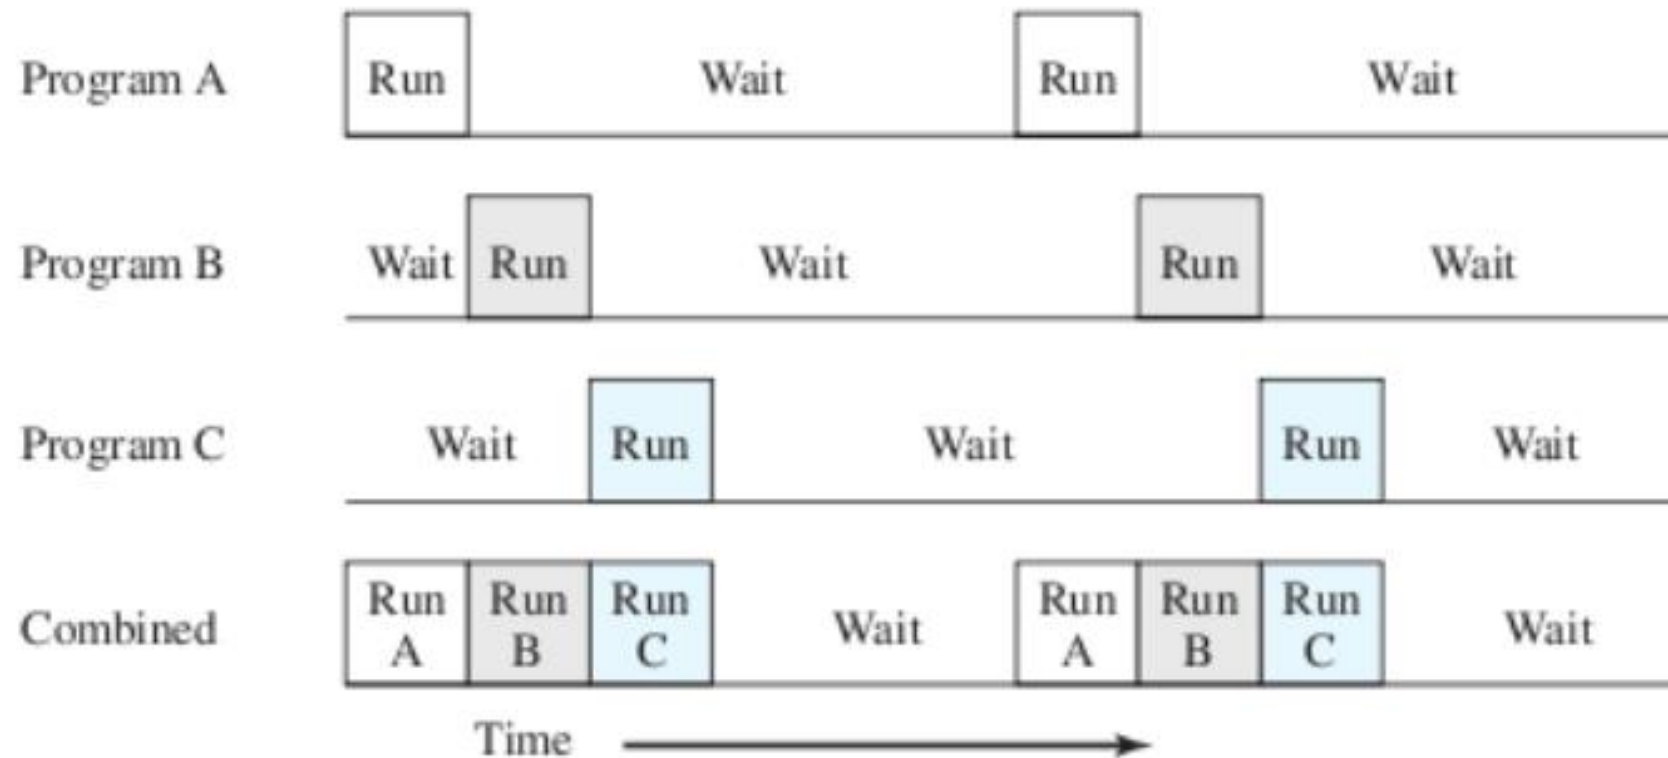 Program A Run Wait Run Wait
Program B Wait Run Wait Run Wait
Program C Wait Run Wait Run Wait
Combined Run A Run B Run C Wait Run A Run B Run C Wait
Time